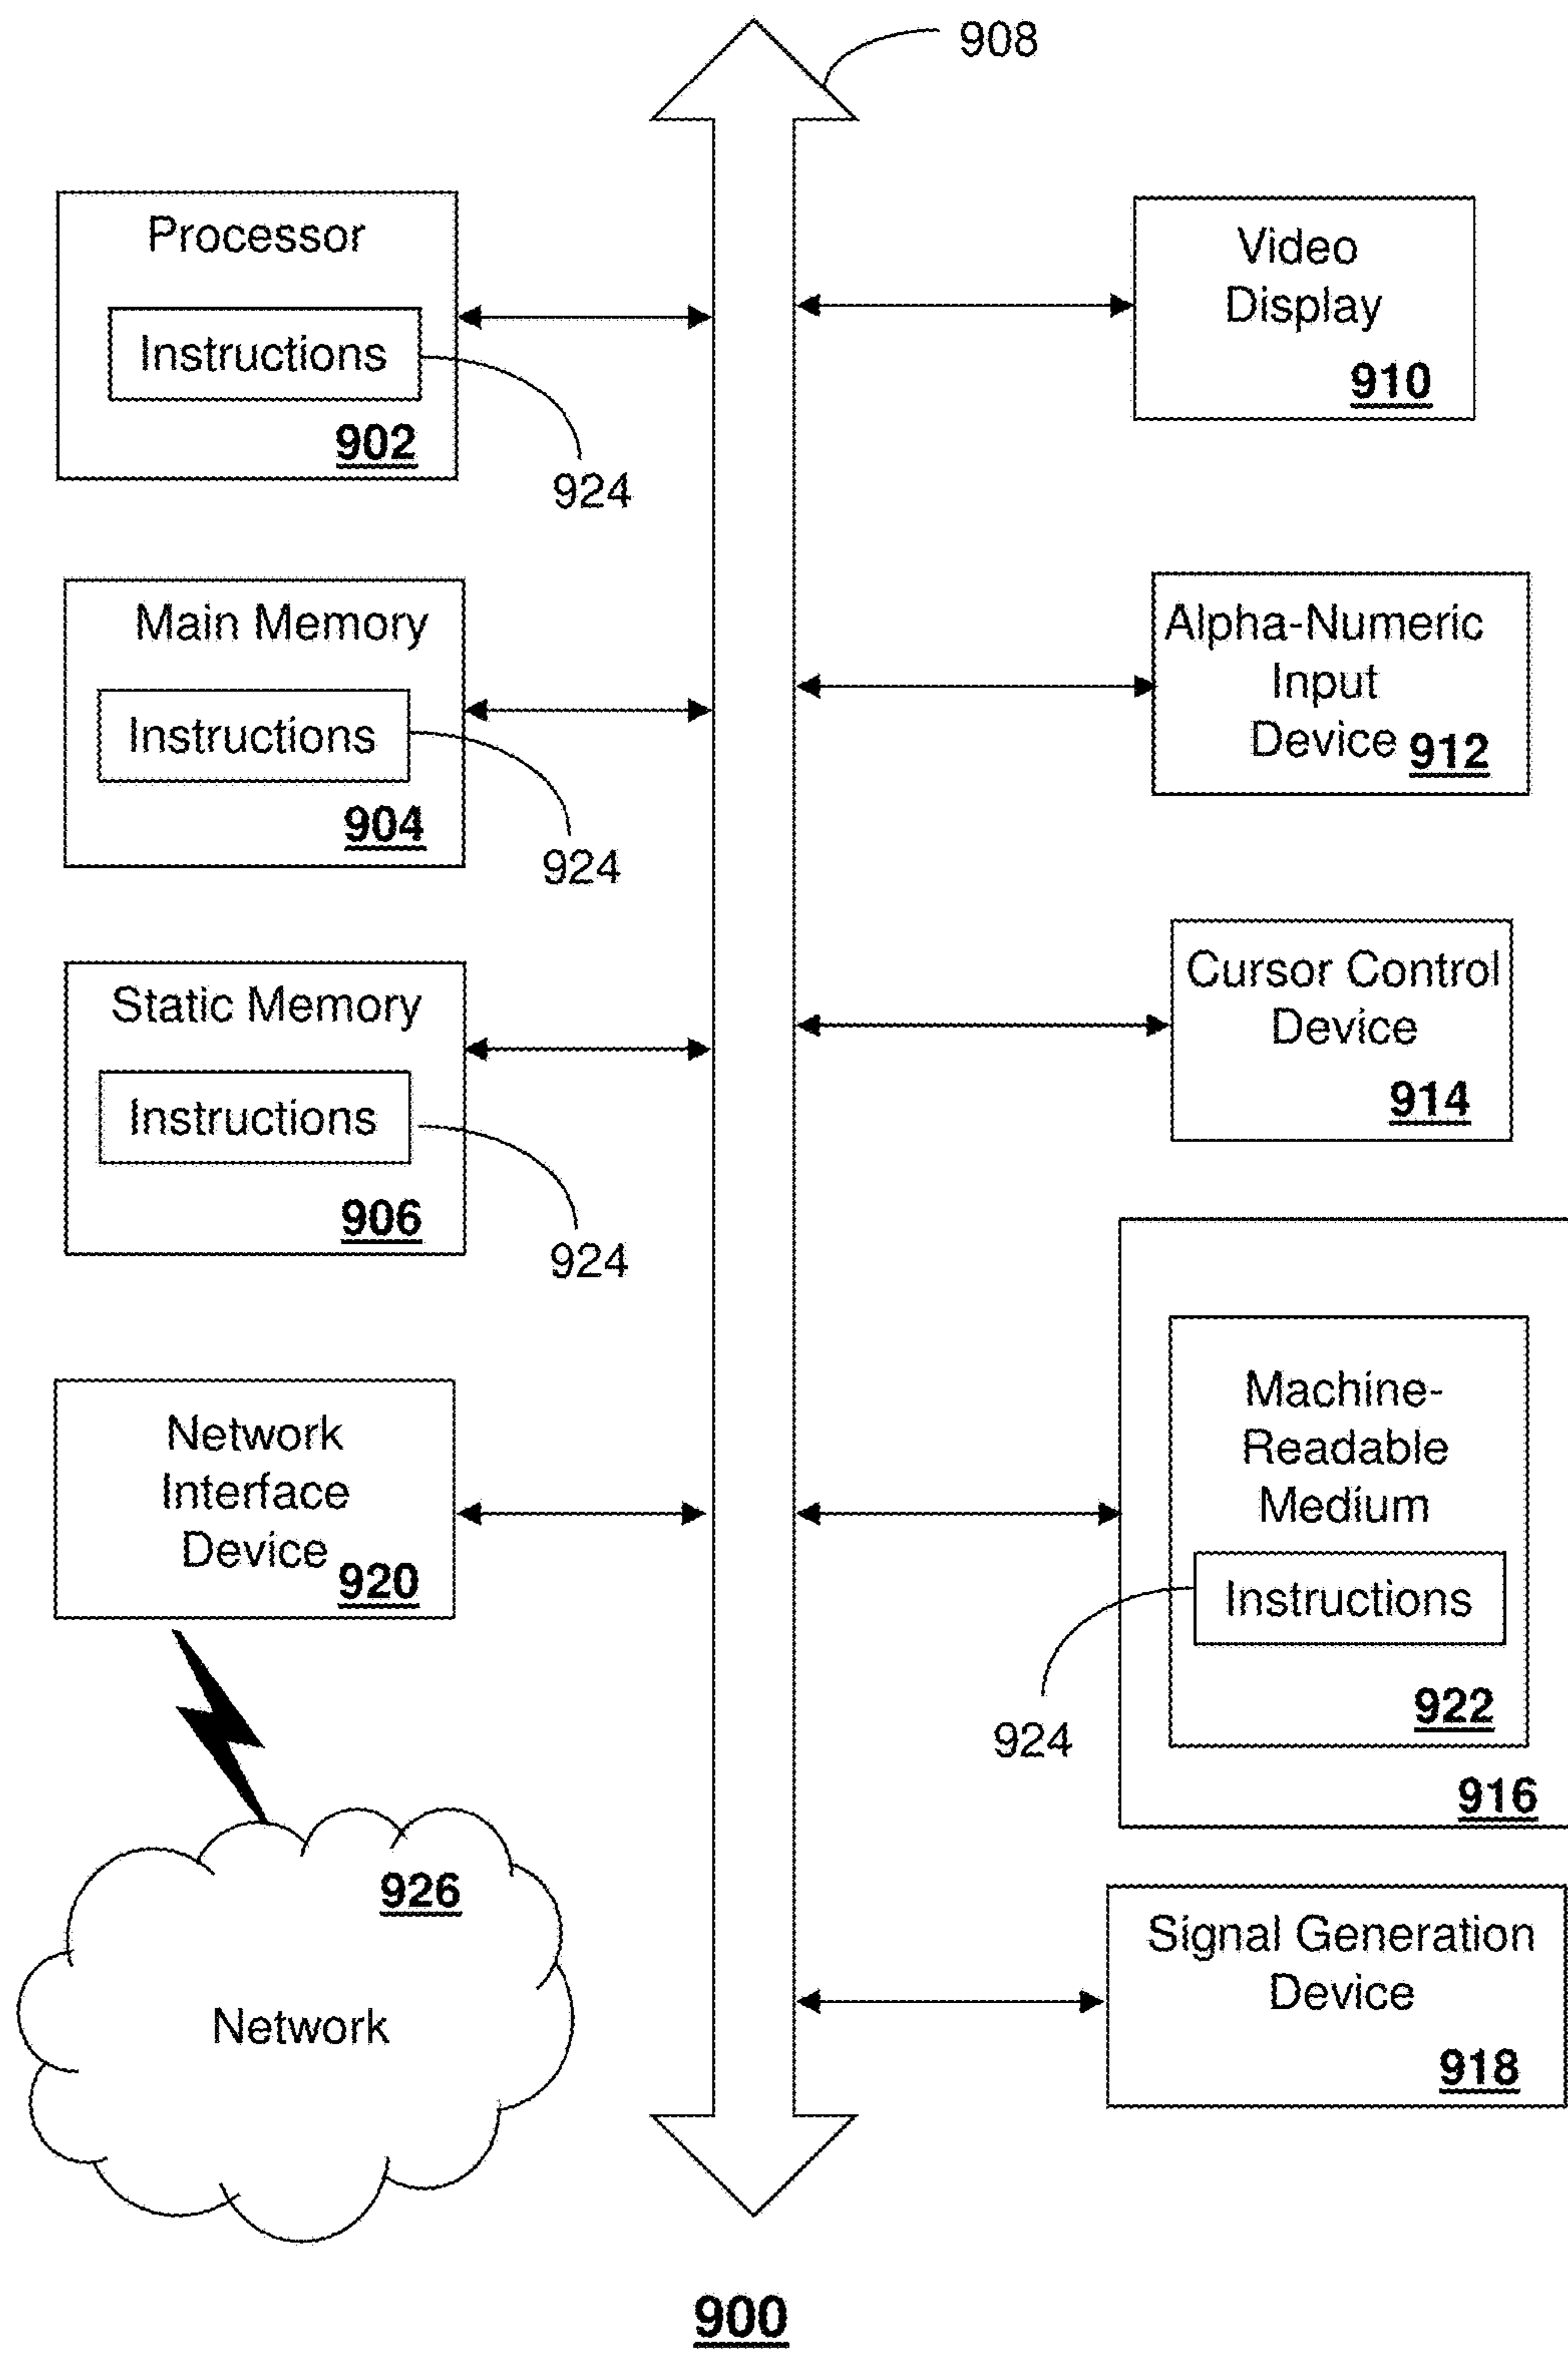 908
Processor
Instructions
902
924
Main Memory
Instructions
904
924
Static Memory
Instructions
906
924
Network
Interface
Device
920
926
Network
Video
Display
910
Alpha-Numeric
Input
Device 912
Cursor Control
Device
914
Machine-
Readable
Medium
Instructions
922
924
916
Signal Generation
Device
918
900